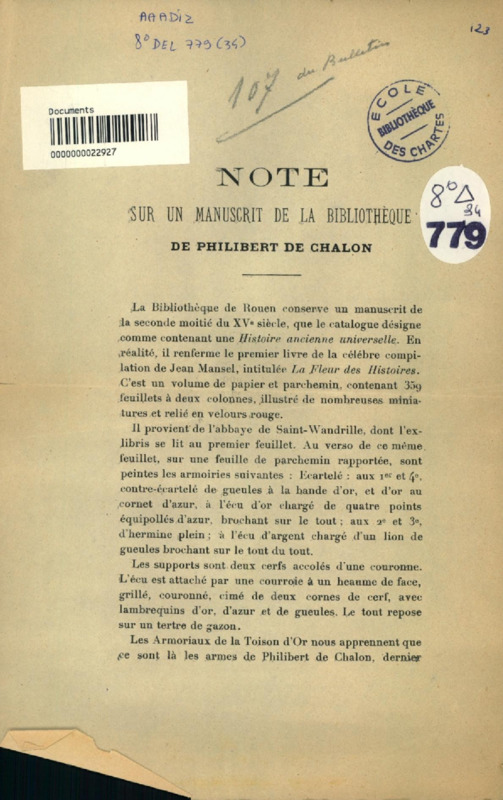 AAADIZ
8° DEL 779 (34)
123
107 du Bulletin
Documents
0000000022927
ECOLE
BIBLIOTHÈQUE
DES CHARTES
8° Δ
34
779
NOTE
SUR UN MANUSCRIT DE LA BIBLIOTHÈQUE
DE PHILIBERT DE CHALON
La Bibliothèque de Rouen conserve un manuscrit de
la seconde moitié du XVe siècle, que le catalogue désigne
comme contenant une Histoire ancienne universelle. En
réalité, il renferme le premier livre de la célèbre compi-
lation de Jean Mansel, intitulée La Fleur des Histoires.
C'est un volume de papier et parchemin, contenant 359
feuillets à deux colonnes, illustré de nombreuses minia-
tures et relié en velours rouge.
Il provient de l'abbaye de Saint-Wandrille, dont l'ex-
libris se lit au premier feuillet. Au verso de ce même
feuillet, sur une feuille de parchemin rapportée, sont
peintes les armoiries suivantes : Ecartelé : aux 1er et 4e,
contre-écartelé de gueules à la bande d'or, et d'or au
cornet d'azur, à l'écu d'or chargé de quatre points
équipollés d'azur, brochant sur le tout ; aux 2e et 3e,
d'hermine plein ; à l'écu d'argent chargé d'un lion de
gueules brochant sur le tout du tout.
Les supports sont deux cerfs accolés d'une couronne.
L'écu est attaché par une courroie à un heaume de face,
grillé, couronné, cimé de deux cornes de cerf, avec
lambrequins d'or, d'azur et de gueules. Le tout repose
sur un tertre de gazon.
Les Armoriaux de la Toison d'Or nous apprennent que
ce sont là les armes de Philibert de Chalon, dernier